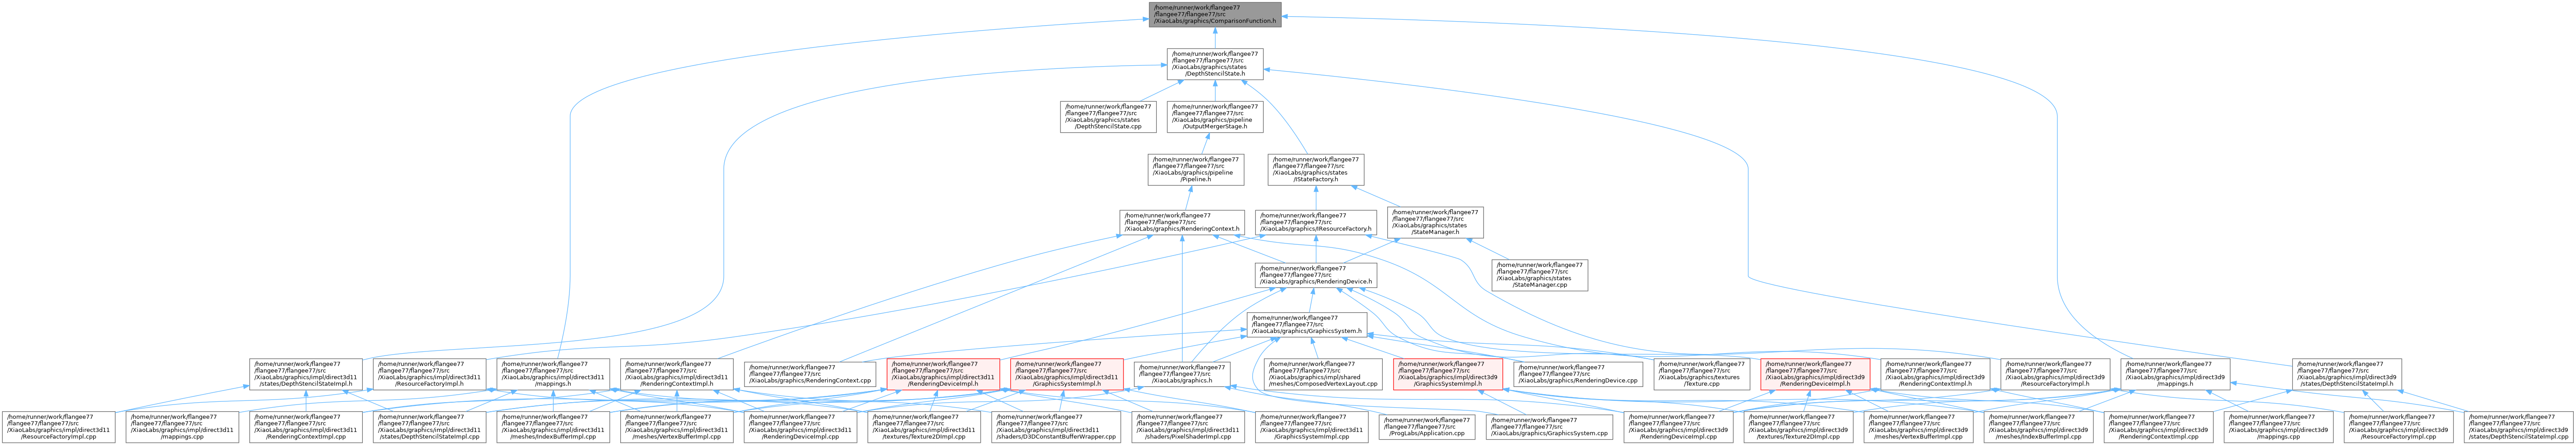 /home/runner/work/flangee77
/flangee77/flangee77/src
/XiaoLabs/graphics/ComparisonFunction.h
/home/runner/work/flangee77
/flangee77/flangee77/src
/XiaoLabs/graphics/states
/DepthStencilState.h
/home/runner/work/flangee77
/flangee77/flangee77/src
/XiaoLabs/graphics/states
/DepthStencilState.cpp
/home/runner/work/flangee77
/flangee77/flangee77/src
/XiaoLabs/graphics/pipeline
/OutputMergerStage.h
/home/runner/work/flangee77
/flangee77/flangee77/src
/XiaoLabs/graphics/pipeline
/Pipeline.h
/home/runner/work/flangee77
/flangee77/flangee77/src
/XiaoLabs/graphics/states
/IStateFactory.h
/home/runner/work/flangee77
/flangee77/flangee77/src
/XiaoLabs/graphics/RenderingContext.h
/home/runner/work/flangee77
/flangee77/flangee77/src
/XiaoLabs/graphics/IResourceFactory.h
/home/runner/work/flangee77
/flangee77/flangee77/src
/XiaoLabs/graphics/states
/StateManager.h
/home/runner/work/flangee77
/flangee77/flangee77/src
/XiaoLabs/graphics/RenderingDevice.h
/home/runner/work/flangee77
/flangee77/flangee77/src
/XiaoLabs/graphics/states
/StateManager.cpp
/home/runner/work/flangee77
/flangee77/flangee77/src
/XiaoLabs/graphics/GraphicsSystem.h
/home/runner/work/flangee77
/flangee77/flangee77/src
/XiaoLabs/graphics/impl/direct3d11
/states/DepthStencilStateImpl.h
/home/runner/work/flangee77
/flangee77/flangee77/src
/XiaoLabs/graphics/impl/direct3d11
/ResourceFactoryImpl.h
/home/runner/work/flangee77
/flangee77/flangee77/src
/XiaoLabs/graphics/impl/direct3d11
/mappings.h
/home/runner/work/flangee77
/flangee77/flangee77/src
/XiaoLabs/graphics/impl/direct3d11
/RenderingContextImpl.h
/home/runner/work/flangee77
/flangee77/flangee77/src
/XiaoLabs/graphics/RenderingContext.cpp
/home/runner/work/flangee77
/flangee77/flangee77/src
/XiaoLabs/graphics/impl/direct3d11
/RenderingDeviceImpl.h
/home/runner/work/flangee77
/flangee77/flangee77/src
/XiaoLabs/graphics/impl/direct3d11
/GraphicsSystemImpl.h
/home/runner/work/flangee77
/flangee77/flangee77/src
/XiaoLabs/graphics.h
/home/runner/work/flangee77
/flangee77/flangee77/src
/XiaoLabs/graphics/impl/shared
/meshes/ComposedVertexLayout.cpp
/home/runner/work/flangee77
/flangee77/flangee77/src
/XiaoLabs/graphics/impl/direct3d9
/GraphicsSystemImpl.h
/home/runner/work/flangee77
/flangee77/flangee77/src
/XiaoLabs/graphics/RenderingDevice.cpp
/home/runner/work/flangee77
/flangee77/flangee77/src
/XiaoLabs/graphics/textures
/Texture.cpp
/home/runner/work/flangee77
/flangee77/flangee77/src
/XiaoLabs/graphics/impl/direct3d9
/RenderingDeviceImpl.h
/home/runner/work/flangee77
/flangee77/flangee77/src
/XiaoLabs/graphics/impl/direct3d9
/RenderingContextImpl.h
/home/runner/work/flangee77
/flangee77/flangee77/src
/XiaoLabs/graphics/impl/direct3d9
/ResourceFactoryImpl.h
/home/runner/work/flangee77
/flangee77/flangee77/src
/XiaoLabs/graphics/impl/direct3d9
/mappings.h
/home/runner/work/flangee77
/flangee77/flangee77/src
/XiaoLabs/graphics/impl/direct3d9
/states/DepthStencilStateImpl.h
/home/runner/work/flangee77
/flangee77/flangee77/src
/XiaoLabs/graphics/impl/direct3d11
/ResourceFactoryImpl.cpp
/home/runner/work/flangee77
/flangee77/flangee77/src
/XiaoLabs/graphics/impl/direct3d11
/mappings.cpp
/home/runner/work/flangee77
/flangee77/flangee77/src
/XiaoLabs/graphics/impl/direct3d11
/RenderingContextImpl.cpp
/home/runner/work/flangee77
/flangee77/flangee77/src
/XiaoLabs/graphics/impl/direct3d11
/states/DepthStencilStateImpl.cpp
/home/runner/work/flangee77
/flangee77/flangee77/src
/XiaoLabs/graphics/impl/direct3d11
/meshes/IndexBufferImpl.cpp
/home/runner/work/flangee77
/flangee77/flangee77/src
/XiaoLabs/graphics/impl/direct3d11
/meshes/VertexBufferImpl.cpp
/home/runner/work/flangee77
/flangee77/flangee77/src
/XiaoLabs/graphics/impl/direct3d11
/RenderingDeviceImpl.cpp
/home/runner/work/flangee77
/flangee77/flangee77/src
/XiaoLabs/graphics/impl/direct3d11
/textures/Texture2DImpl.cpp
/home/runner/work/flangee77
/flangee77/flangee77/src
/XiaoLabs/graphics/impl/direct3d11
/shaders/D3DConstantBufferWrapper.cpp
/home/runner/work/flangee77
/flangee77/flangee77/src
/XiaoLabs/graphics/impl/direct3d11
/shaders/PixelShaderImpl.cpp
/home/runner/work/flangee77
/flangee77/flangee77/src
/XiaoLabs/graphics/impl/direct3d11
/GraphicsSystemImpl.cpp
/home/runner/work/flangee77
/flangee77/flangee77/src
/ProgLabs/Application.cpp
/home/runner/work/flangee77
/flangee77/flangee77/src
/XiaoLabs/graphics/GraphicsSystem.cpp
/home/runner/work/flangee77
/flangee77/flangee77/src
/XiaoLabs/graphics/impl/direct3d9
/RenderingDeviceImpl.cpp
/home/runner/work/flangee77
/flangee77/flangee77/src
/XiaoLabs/graphics/impl/direct3d9
/textures/Texture2DImpl.cpp
/home/runner/work/flangee77
/flangee77/flangee77/src
/XiaoLabs/graphics/impl/direct3d9
/meshes/VertexBufferImpl.cpp
/home/runner/work/flangee77
/flangee77/flangee77/src
/XiaoLabs/graphics/impl/direct3d9
/meshes/IndexBufferImpl.cpp
/home/runner/work/flangee77
/flangee77/flangee77/src
/XiaoLabs/graphics/impl/direct3d9
/RenderingContextImpl.cpp
/home/runner/work/flangee77
/flangee77/flangee77/src
/XiaoLabs/graphics/impl/direct3d9
/mappings.cpp
/home/runner/work/flangee77
/flangee77/flangee77/src
/XiaoLabs/graphics/impl/direct3d9
/ResourceFactoryImpl.cpp
/home/runner/work/flangee77
/flangee77/flangee77/src
/XiaoLabs/graphics/impl/direct3d9
/states/DepthStencilStateImpl.cpp